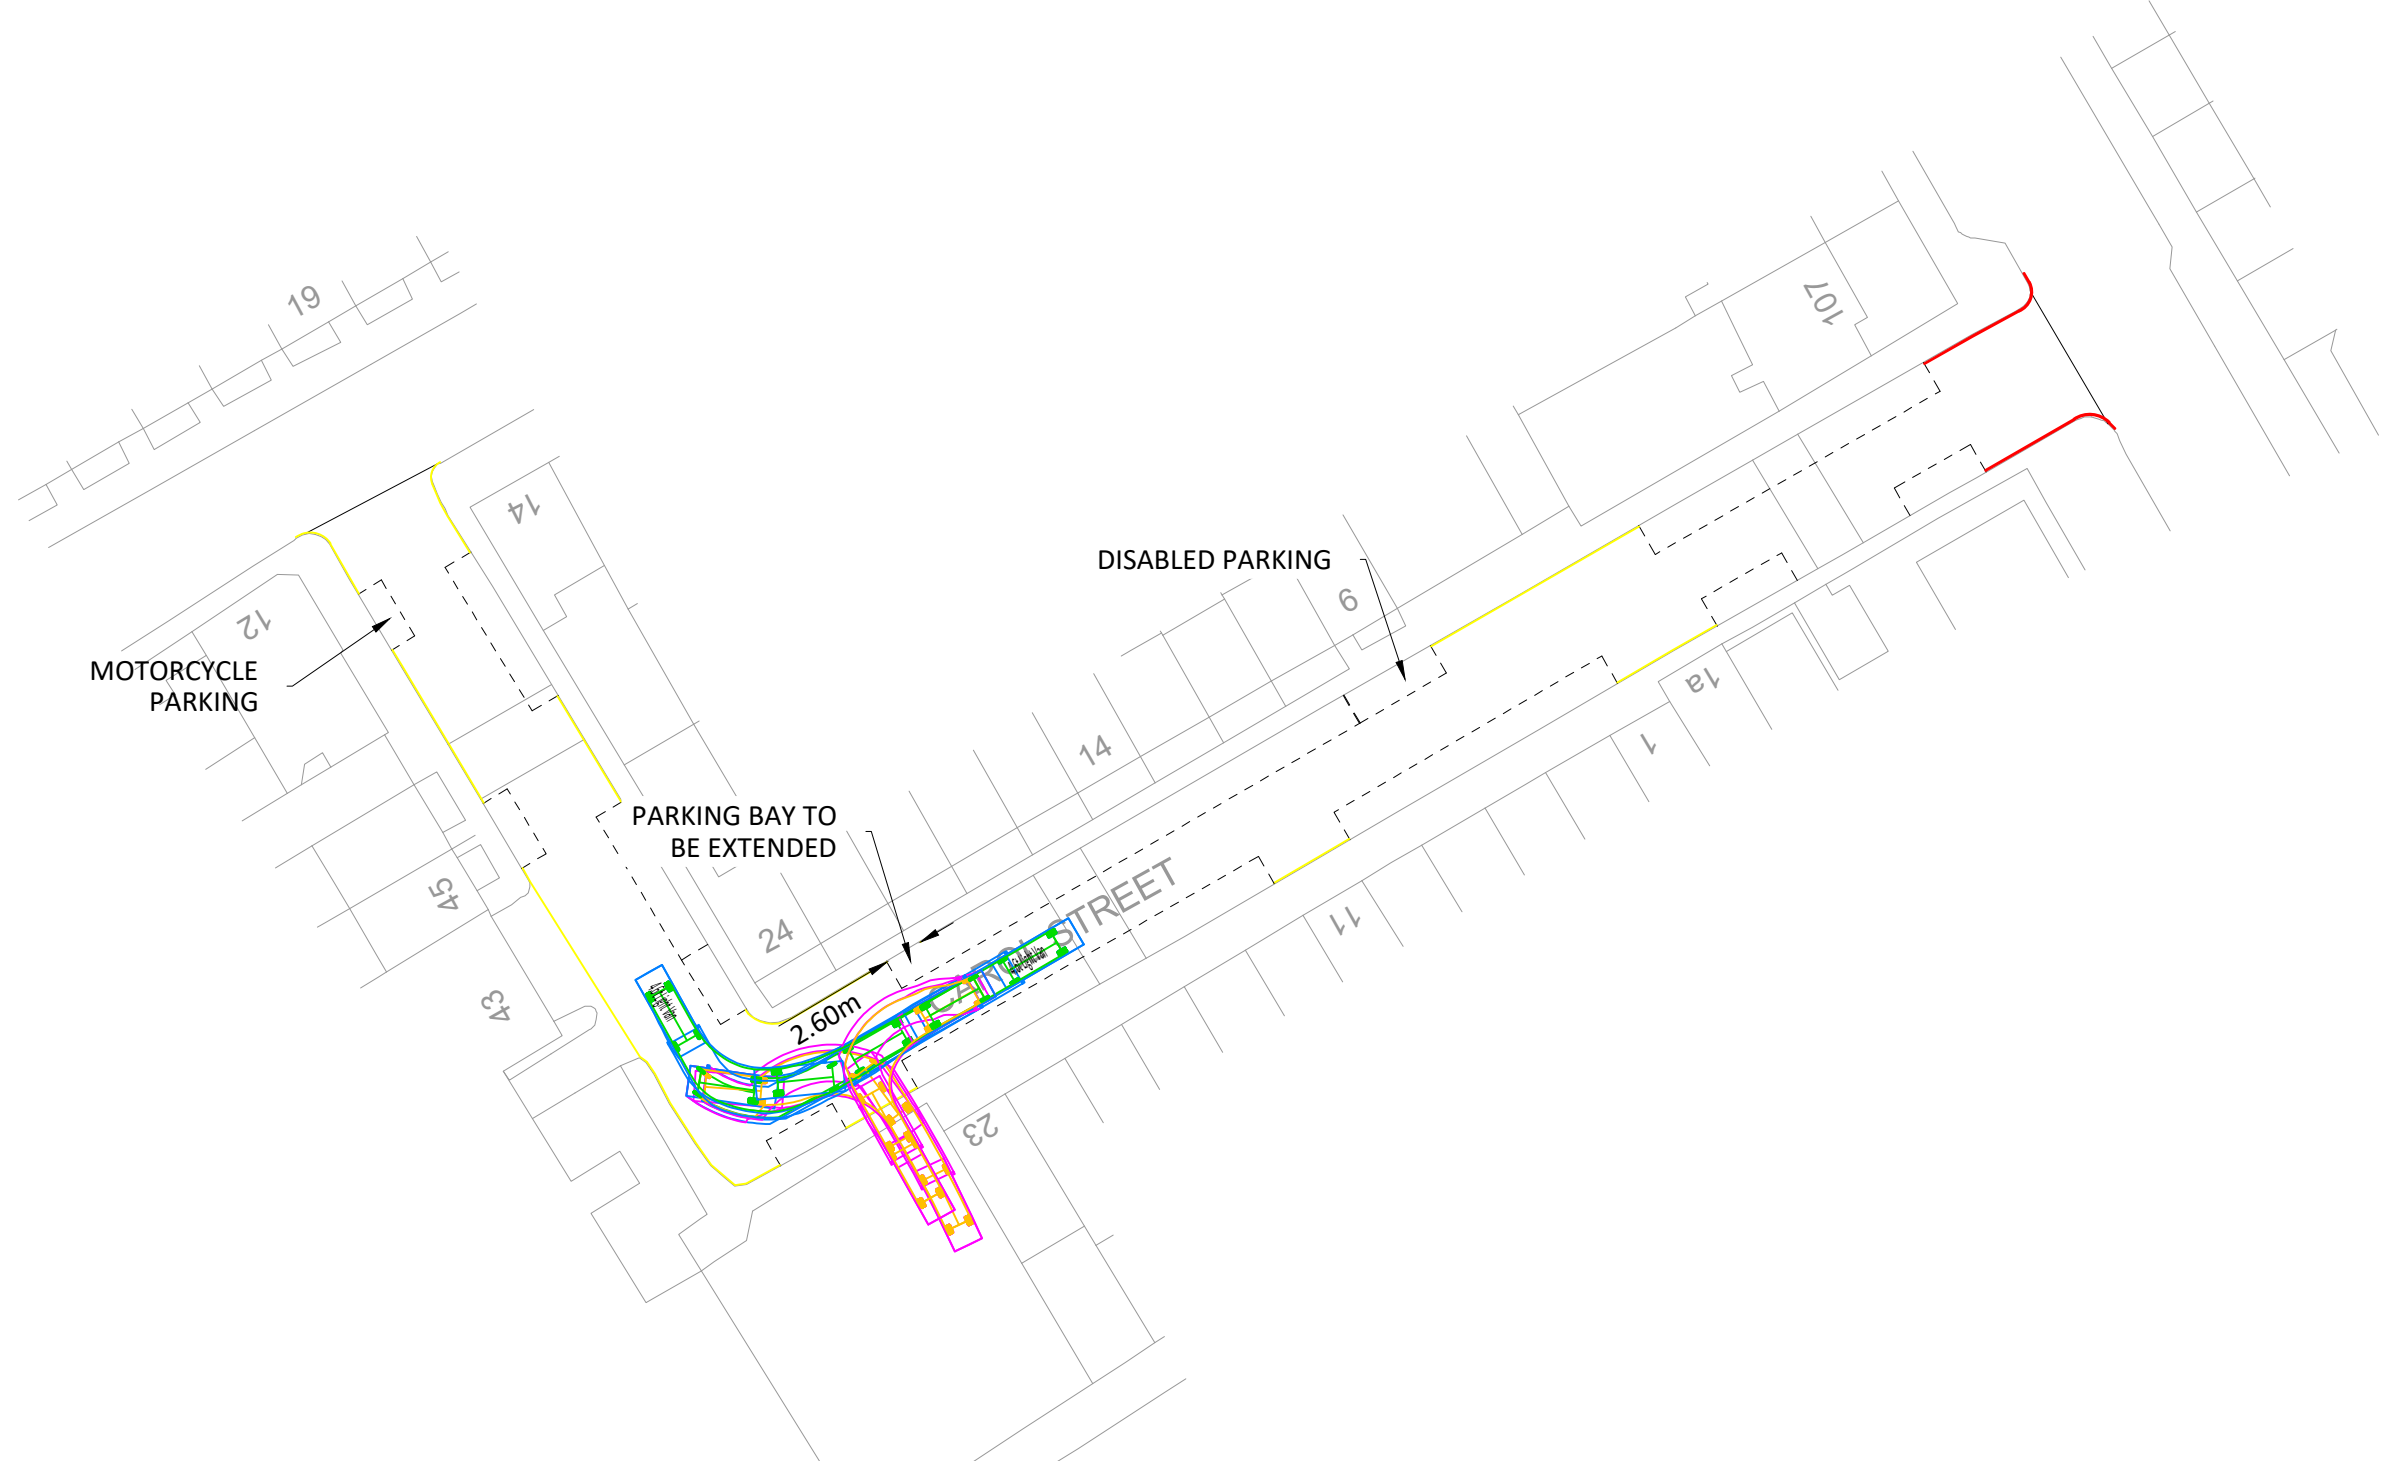 19
107
14
12
DISABLED PARKING
6
MOTORCYCLE
PARKING
1a
14
1
PARKING BAY TO
BE EXTENDED
45
24
CAROL STREET
11
43
2.60m
23